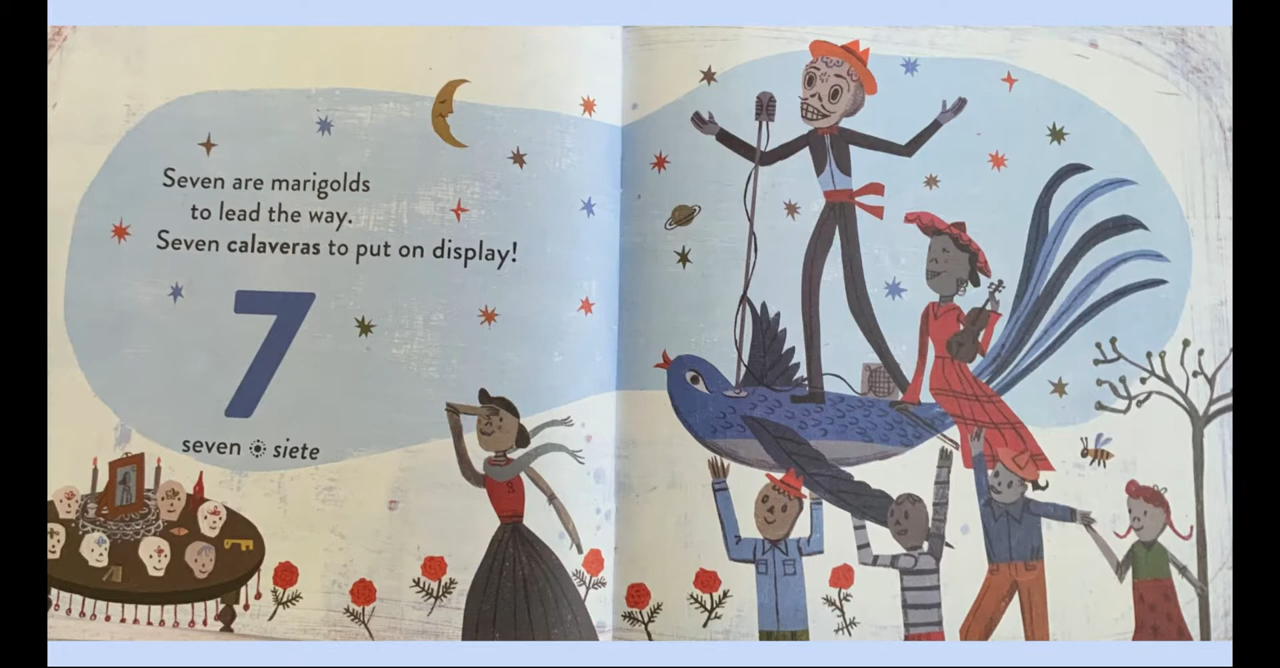 Seven are marigolds
to lead the way.
Seven calaveras to put on display!
7
seven siete